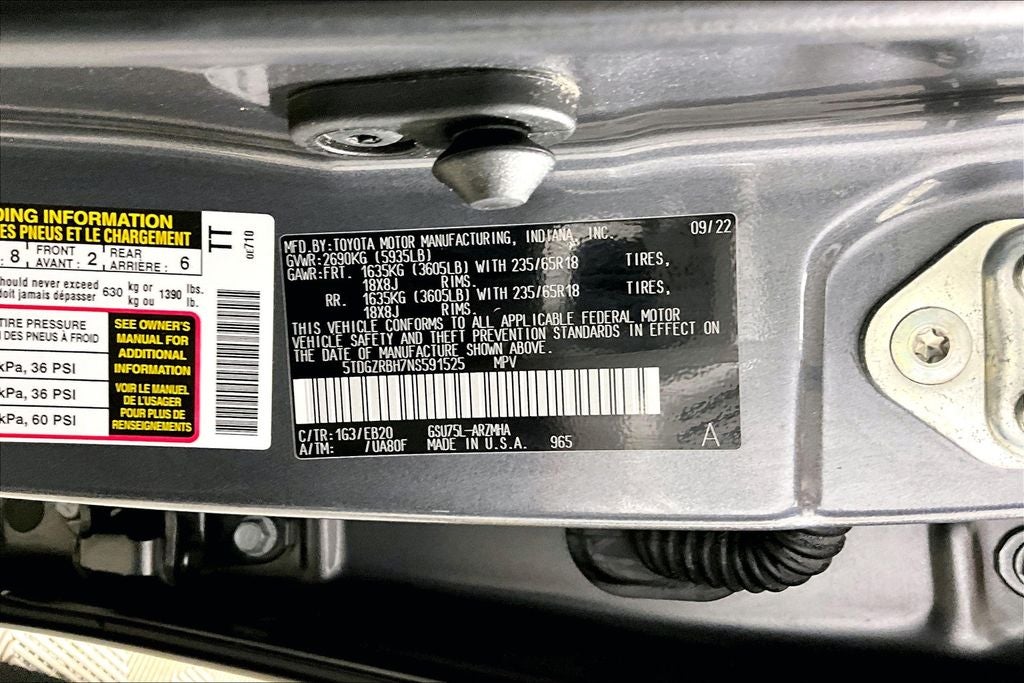 DING INFORMATION
ES PNEUS ET LE CHARGEMENT
8 FRONT AVANT: 2 REAR ARRIÈRE: 6
hould never exceed 630 kg or 1390 lbs.
doit jamais dépasser kg ou lb.
TIRE PRESSURE
DES PNEUS À FROID
kPa, 36 PSI
kPa, 36 PSI
kPa, 60 PSI
SEE OWNER'S
MANUAL FOR
ADDITIONAL
INFORMATION
VOIR LE MANUEL
DE L'USAGER
POUR PLUS DE
RENSEIGNEMENTS
TT
0E710
MFD.BY:TOYOTA MOTOR MANUFACTURING, INDIANA, INC. 09/22
GVWR:2690KG (5935LB)
GAWR:FRT. 1635KG (3605LB) WITH 235/65R18 TIRES,
18X8J RIMS.
RR. 1635KG (3605LB) WITH 235/65R18 TIRES,
18X8J RIMS.
THIS VEHICLE CONFORMS TO ALL APPLICABLE FEDERAL MOTOR
VEHICLE SAFETY AND THEFT PREVENTION STANDARDS IN EFFECT ON
THE DATE OF MANUFACTURE SHOWN ABOVE.
5TDGZRBH7NS591525 MPV
C/TR:1G3/EB20 GSU75L-ARZMHA
A/TM: /UA80F MADE IN U.S.A. 965
A